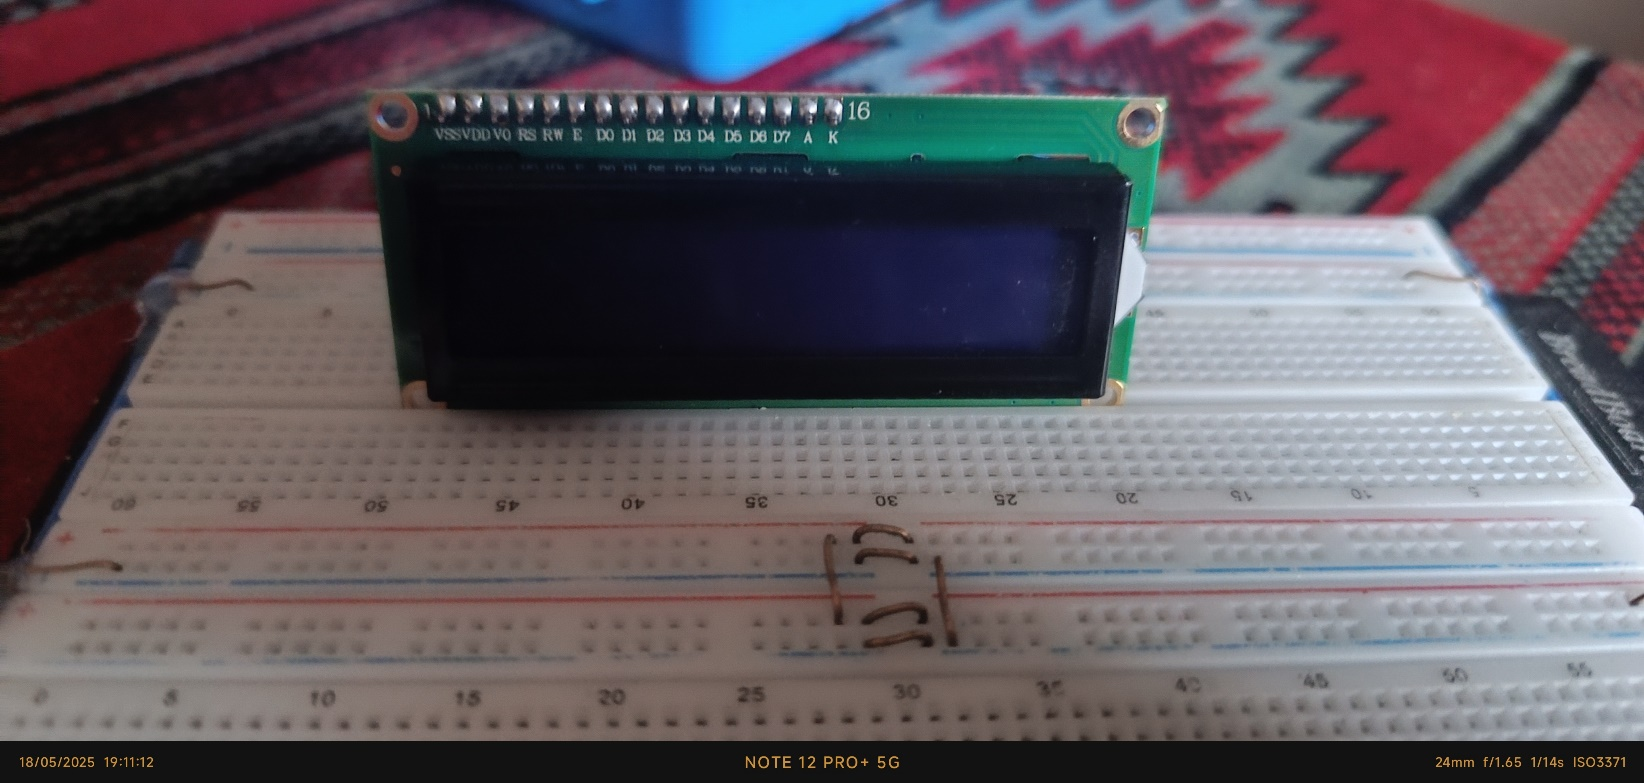 1 16
VSS VDD VO RS RW E D0 D1 D2 D3 D4 D5 D6 D7 A K
60 55 50 45 40 35 30 25 20 15 10 5
0 5 10 15 20 25 30 35 40 45 50 55
18/05/2025 19:11:12 NOTE 12 PRO+ 5G 24mm f/1.65 1/14s ISO3371